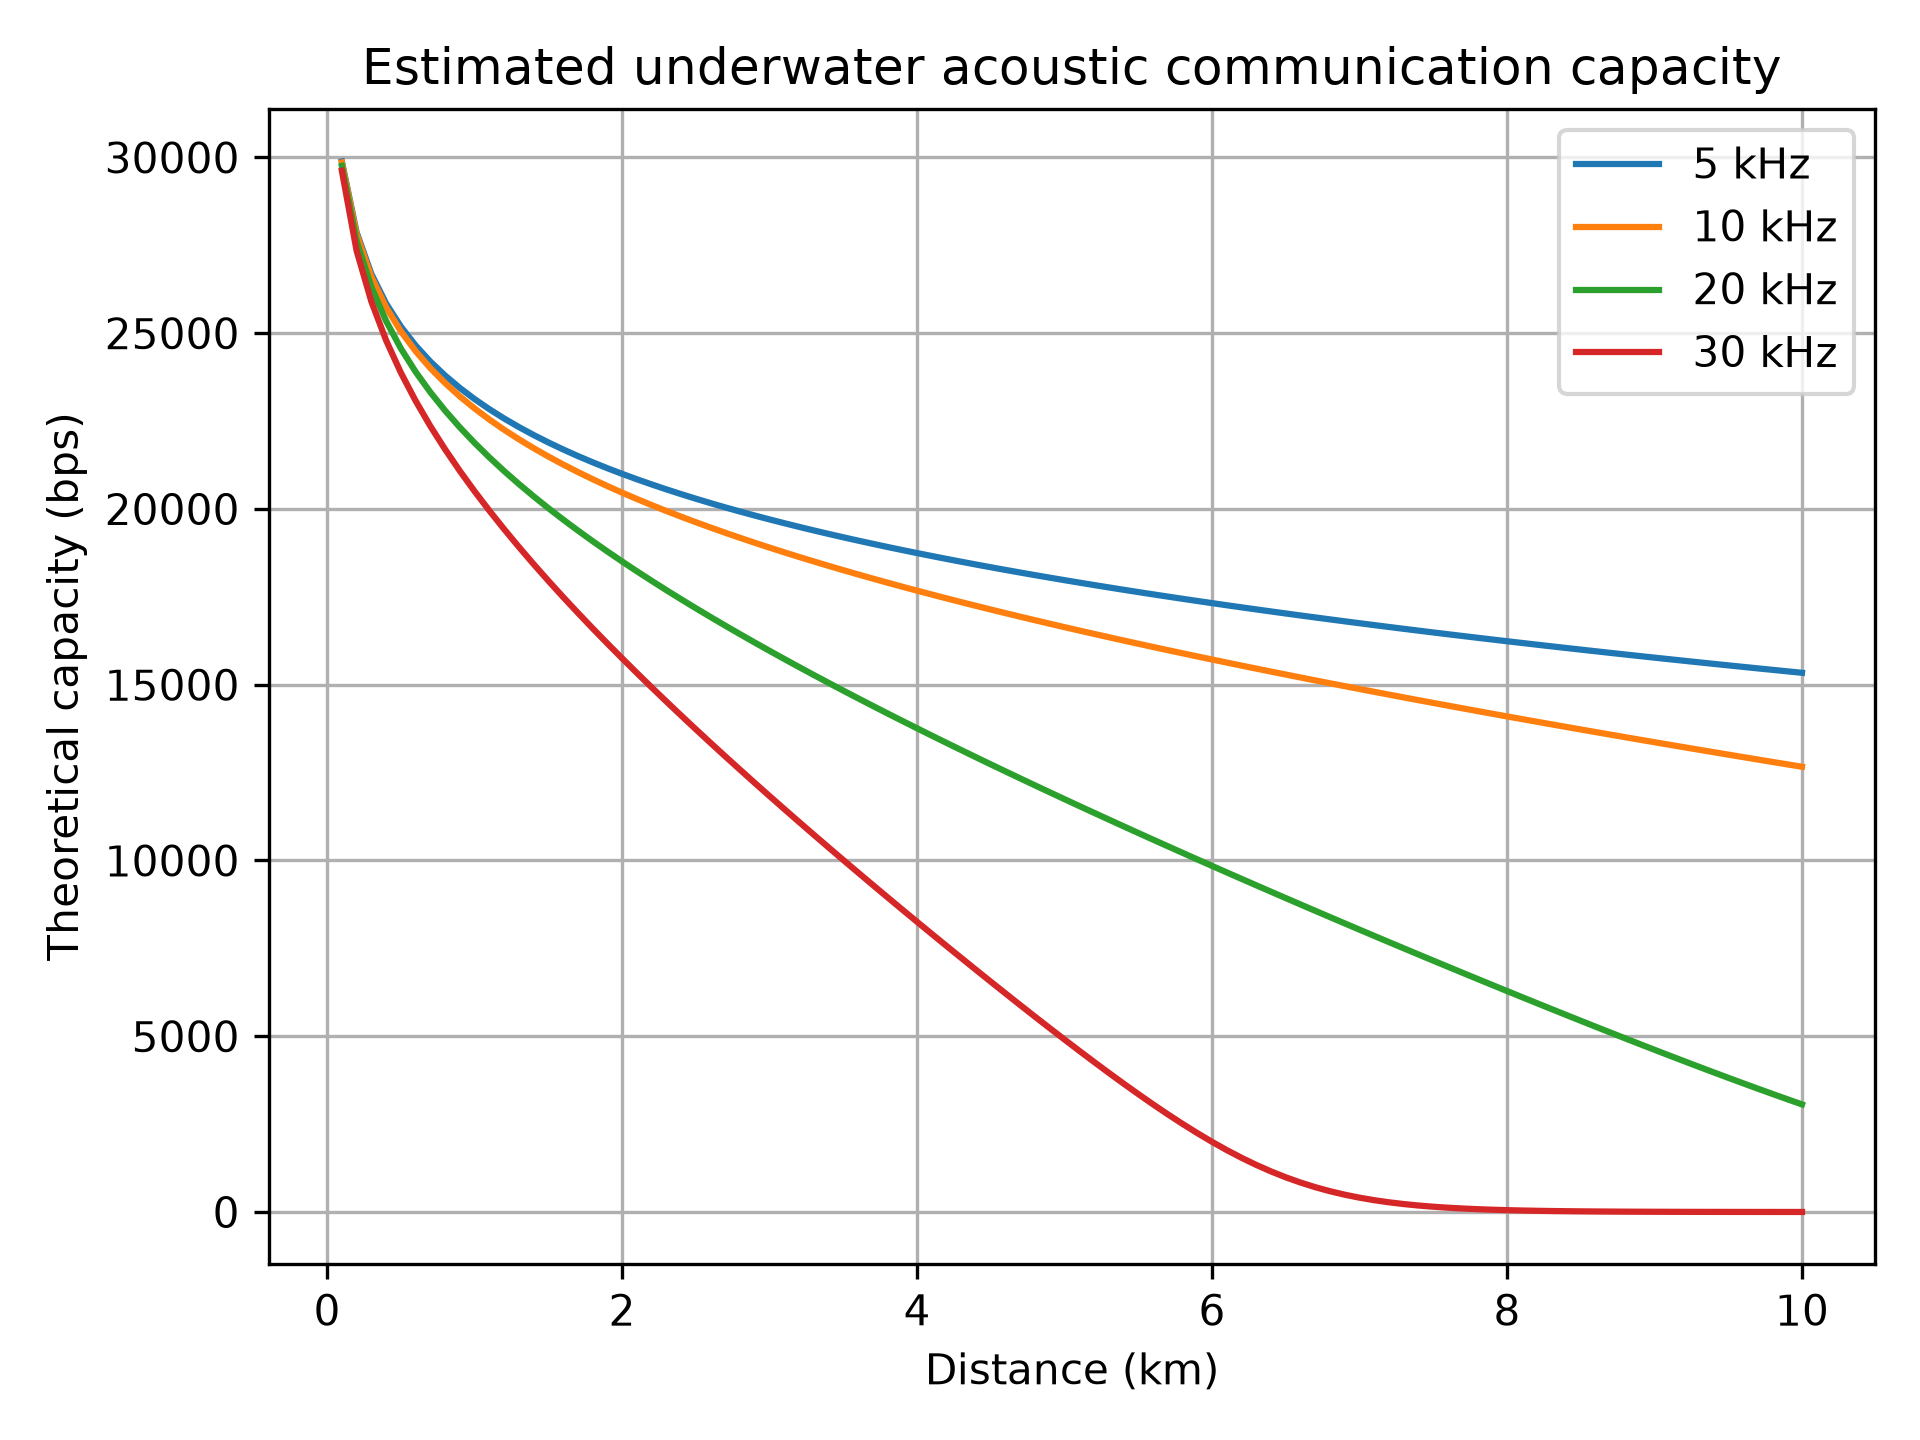 Estimated underwater acoustic communication capacity
5 kHz
10 kHz
20 kHz
30 kHz
Theoretical capacity (bps)
30000
25000
20000
15000
10000
5000
0
0 2 4 6 8 10
Distance (km)